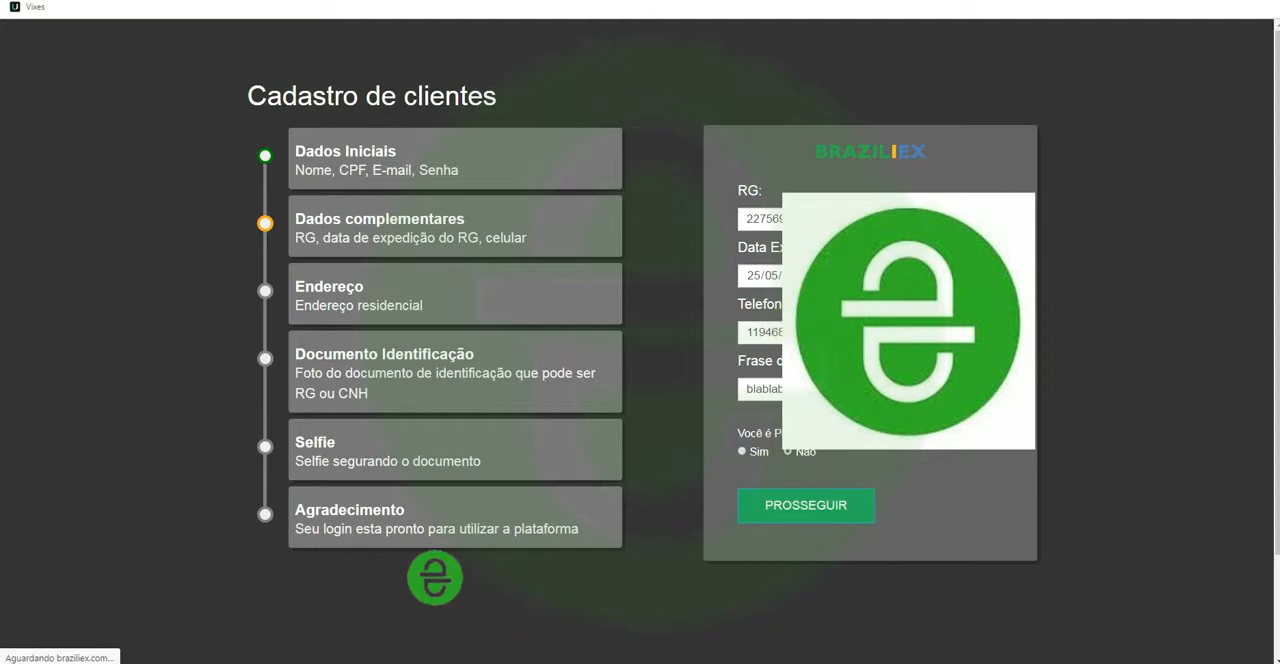 Vixes
Cadastro de clientes
Dados Iniciais
Nome, CPF, E-mail, Senha
Dados complementares
RG, data de expedição do RG, celular
Endereço
Endereço residencial
Documento Identificação
Foto do documento de identificação que pode ser
RG ou CNH
Selfie
Selfie segurando o documento
Agradecimento
Seu login esta pronto para utilizar a plataforma
BRAZILIEX
RG:
22756
Data Ex
25/05/
Telefon
119468
Frase d
blablab
Você é P
Sim Não
PROSSEGUIR
Aguardando braziliex.com...